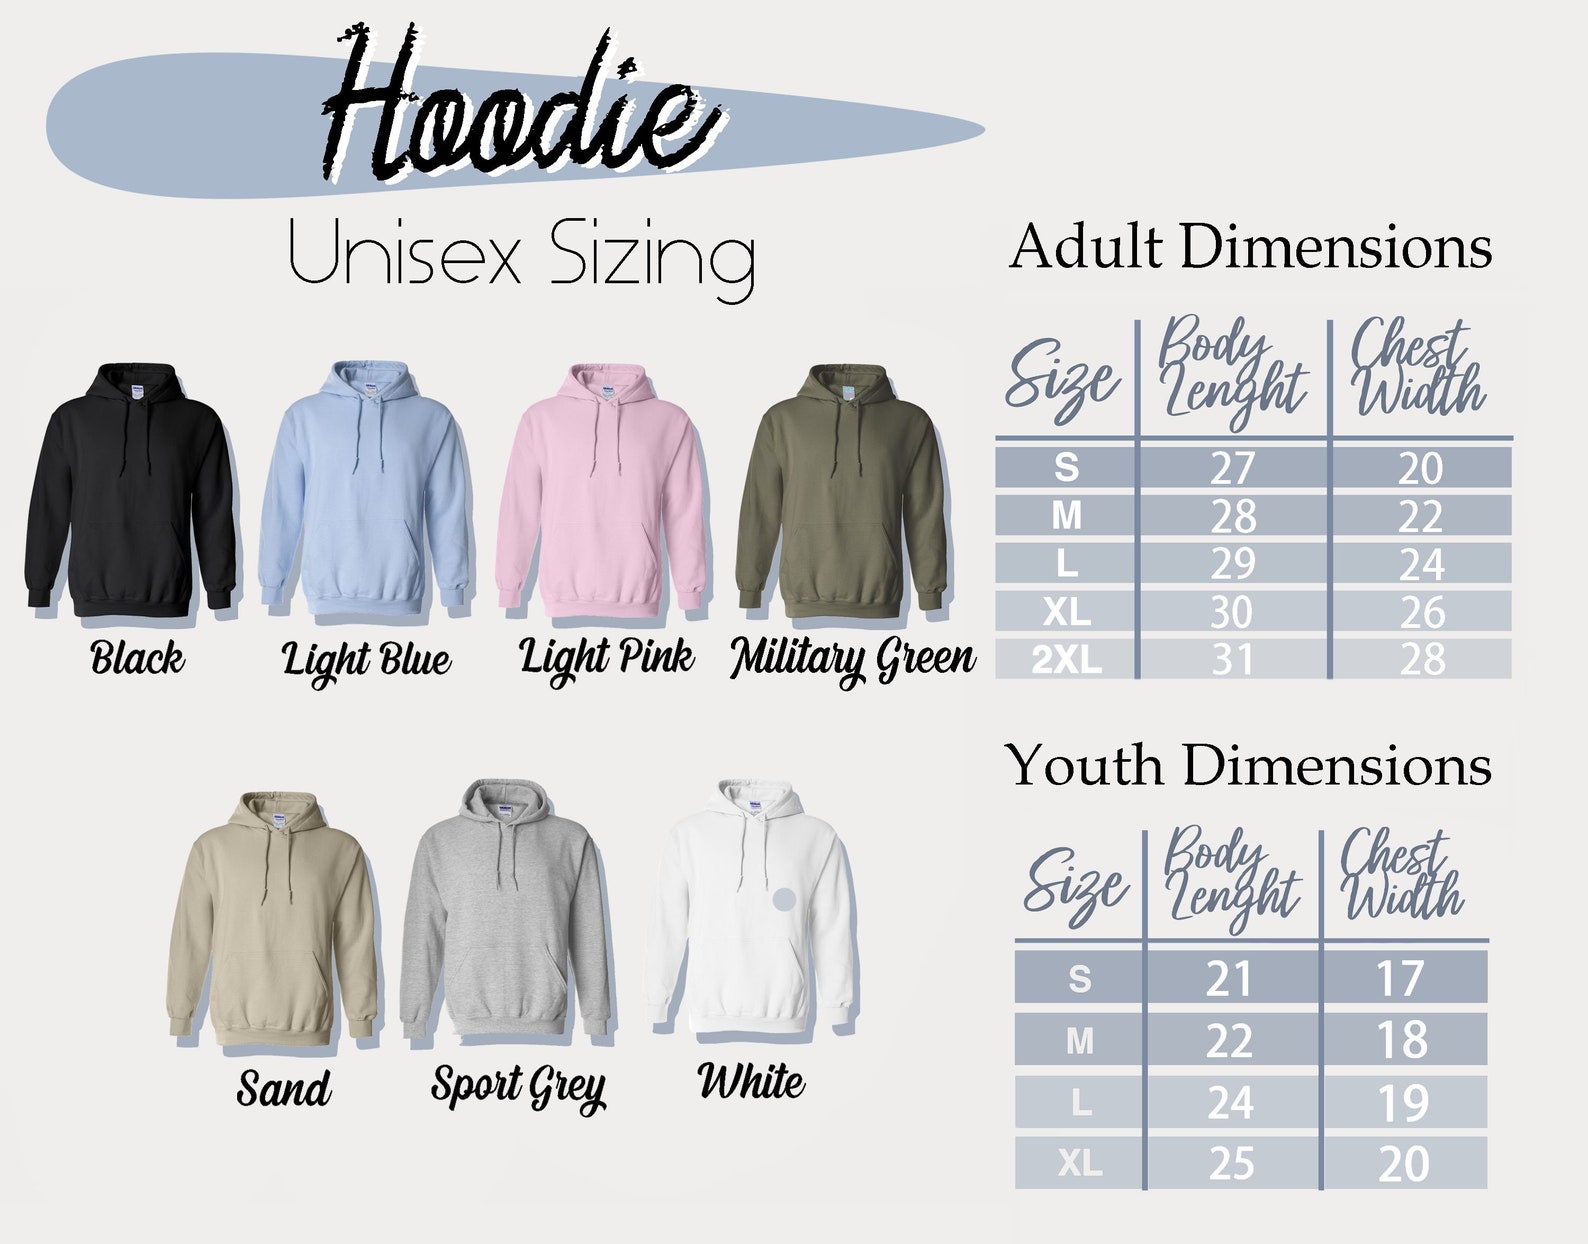 Hoodie
Unisex Sizing
Black
Light Blue
Light Pink
Military Green
Sand
Sport Grey
White
Adult Dimensions
Size Body Lenght Chest Width
S 27 20
M 28 22
L 29 24
XL 30 26
2XL 31 28
Youth Dimensions
Size Body Lenght Chest Width
S 21 17
M 22 18
L 24 19
XL 25 20